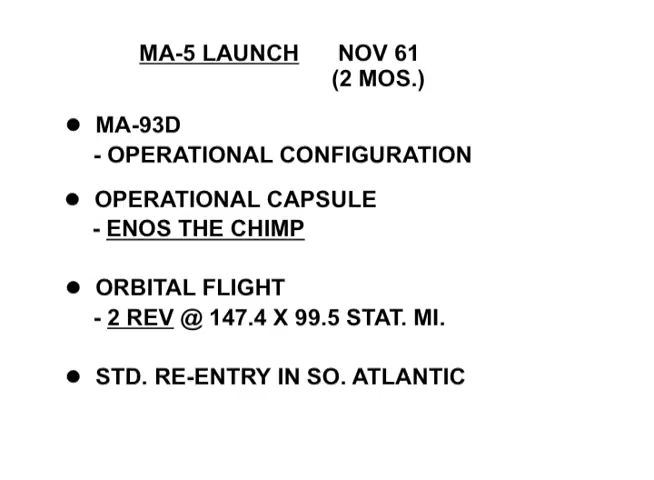 MA-5 LAUNCH NOV 61
(2 MOS.)
● MA-93D
- OPERATIONAL CONFIGURATION
● OPERATIONAL CAPSULE
- ENOS THE CHIMP
● ORBITAL FLIGHT
- 2 REV @ 147.4 X 99.5 STAT. MI.
● STD. RE-ENTRY IN SO. ATLANTIC